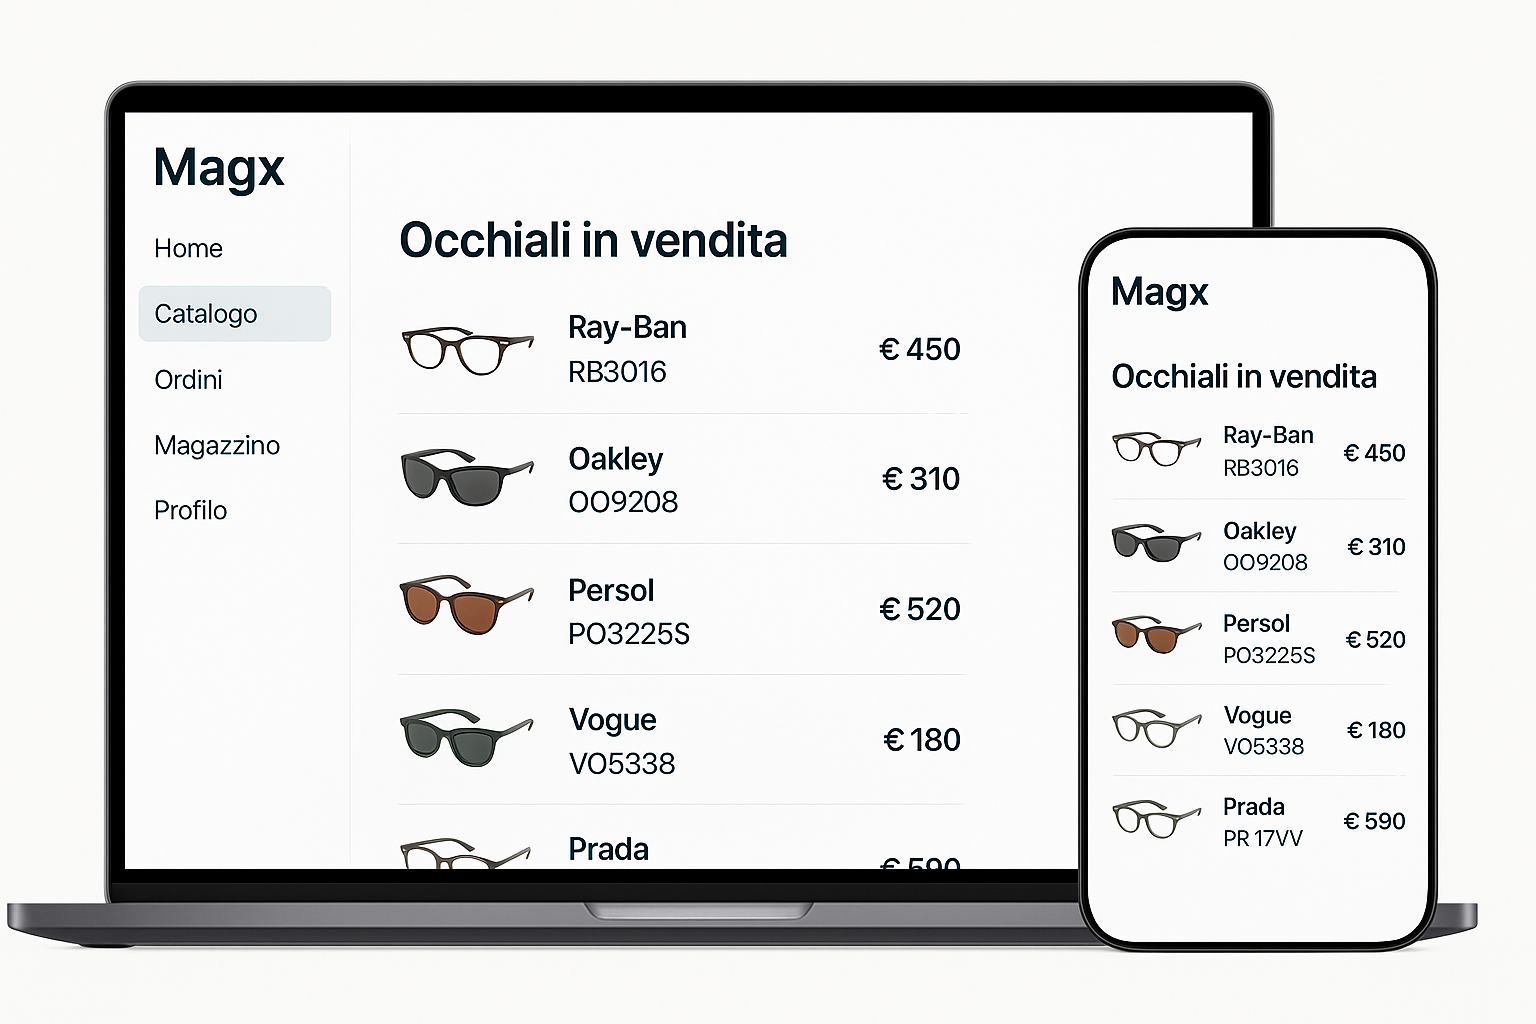 Magx
Home
Catalogo
Ordini
Magazzino
Profilo
Occhiali in vendita
Ray-Ban
RB3016
€ 450
Oakley
OO9208
€ 310
Persol
PO3225S
€ 520
Vogue
VO5338
€ 180
Prada
€ 590
Magx
Occhiali in vendita
Ray-Ban
RB3016
€ 450
Oakley
OO9208
€ 310
Persol
PO3225S
€ 520
Vogue
VO5338
€ 180
Prada
PR 17VV
€ 590